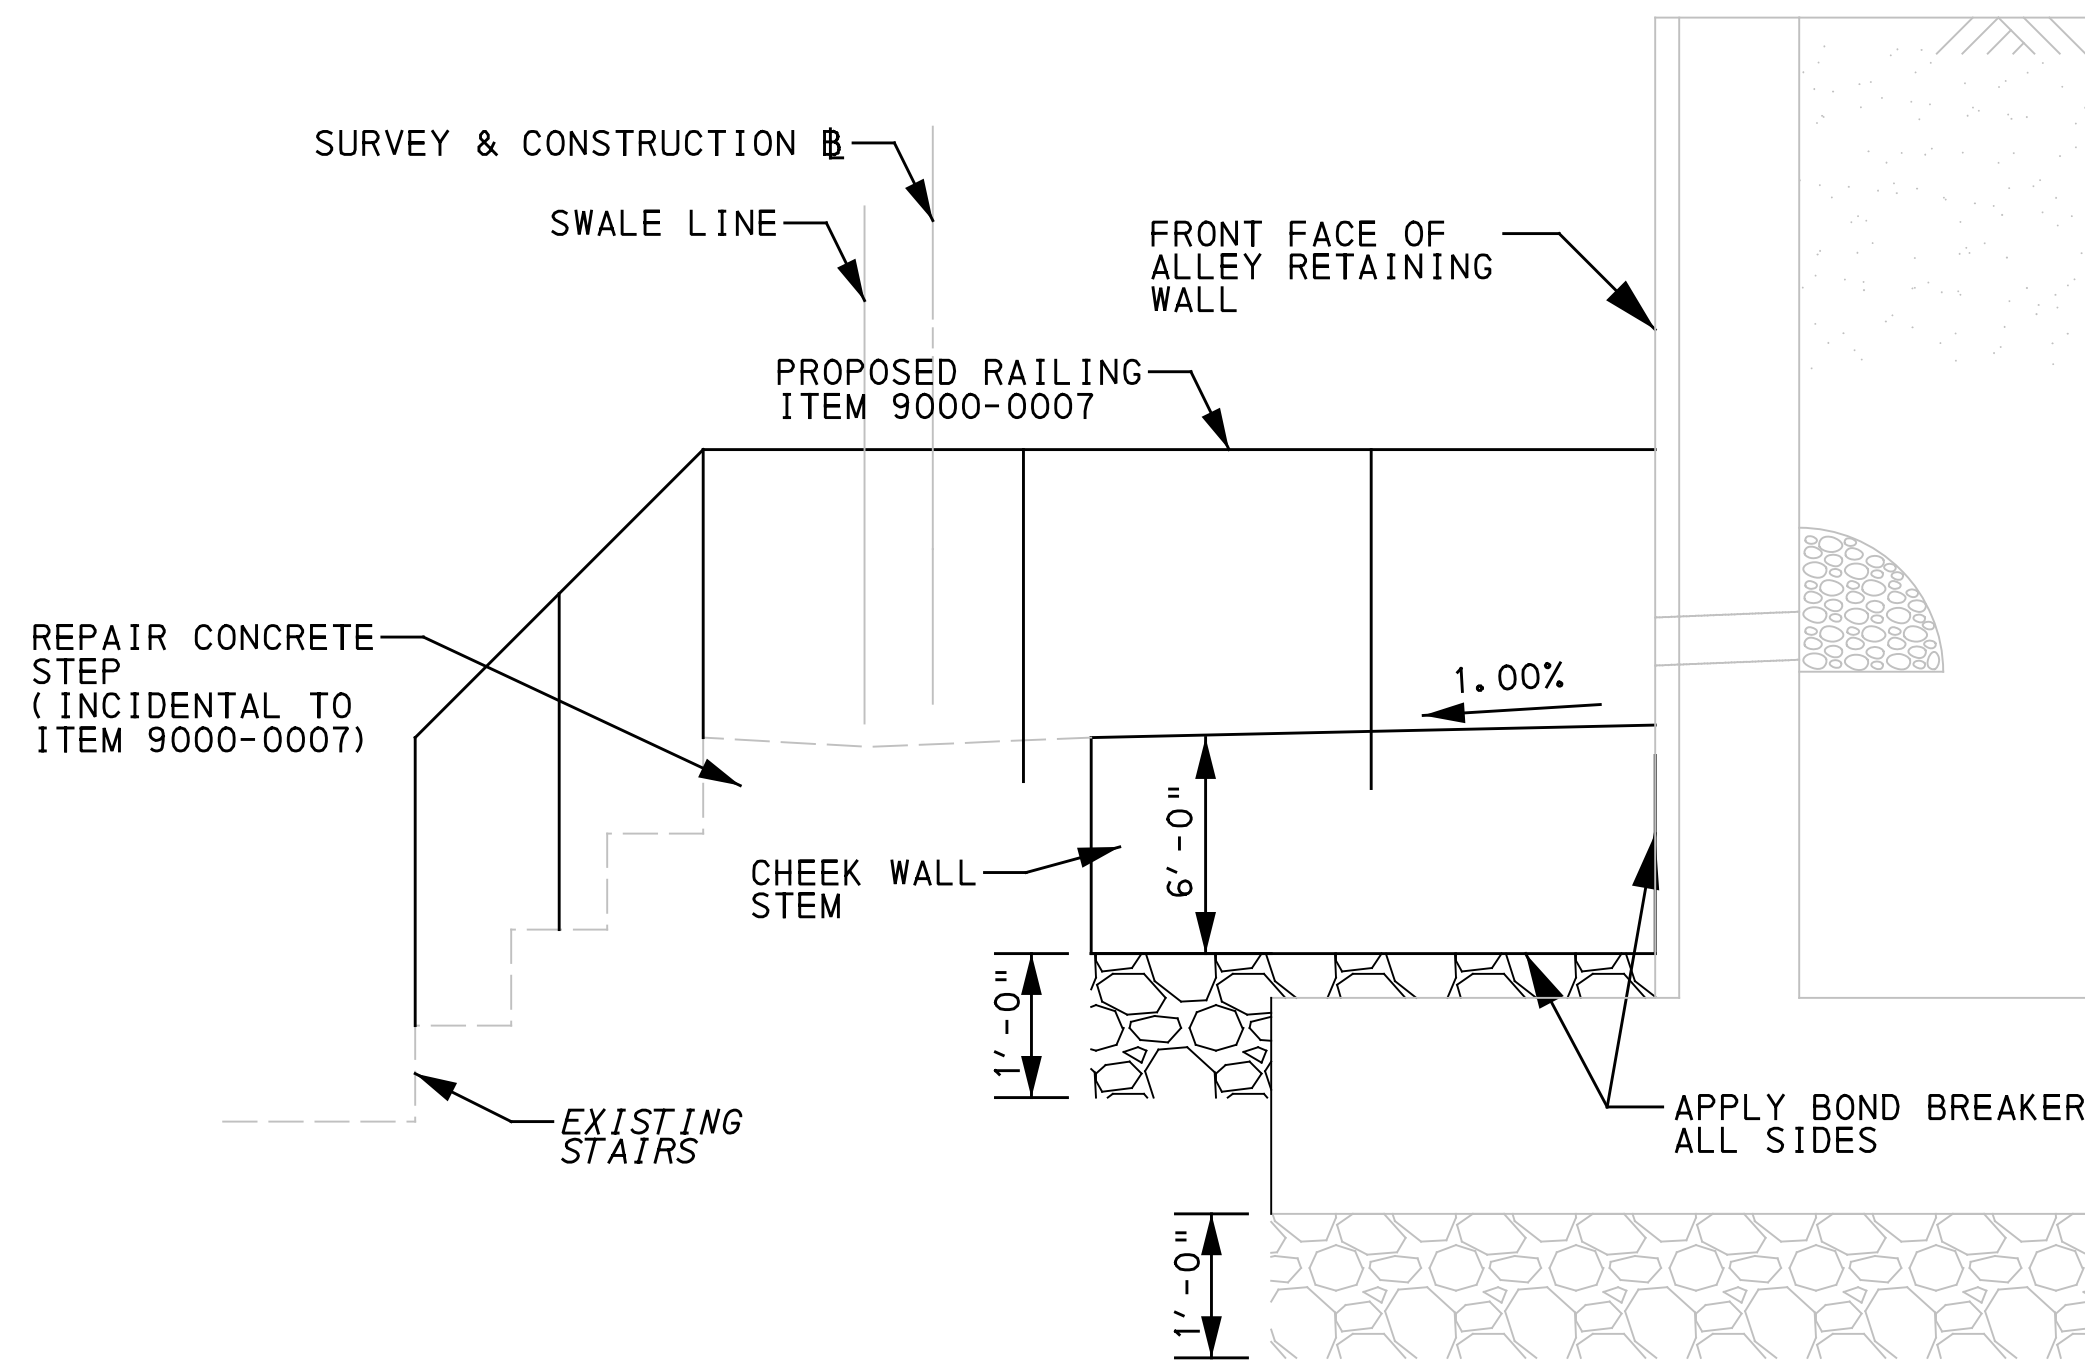 SURVEY & CONSTRUCTION ℄
SWALE LINE
FRONT FACE OF
ALLEY RETAINING
WALL
PROPOSED RAILING
ITEM 9000-0007
REPAIR CONCRETE
STEP
(INCIDENTAL TO
ITEM 9000-0007)
1.00%
6'-0"
CHEEK WALL
STEM
1'-0"
EXISTING
STAIRS
APPLY BOND BREAKER
ALL SIDES
1'-0"